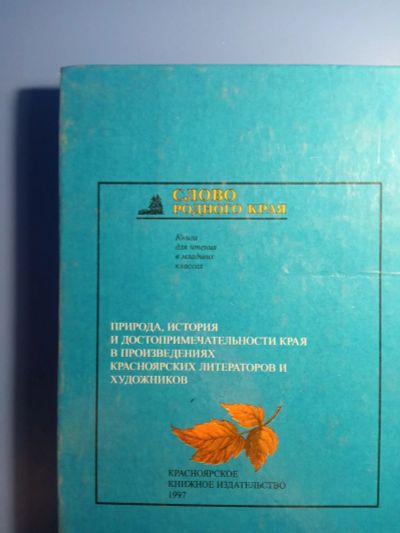 СЛОВО
РОДНОГО КРАЯ
Книга
для чтения
в младших
классах
ПРИРОДА, ИСТОРИЯ
И ДОСТОПРИМЕЧАТЕЛЬНОСТИ КРАЯ
В ПРОИЗВЕДЕНИЯХ
КРАСНОЯРСКИХ ЛИТЕРАТОРОВ И
ХУДОЖНИКОВ
КРАСНОЯРСКОЕ
КНИЖНОЕ ИЗДАТЕЛЬСТВО
1997